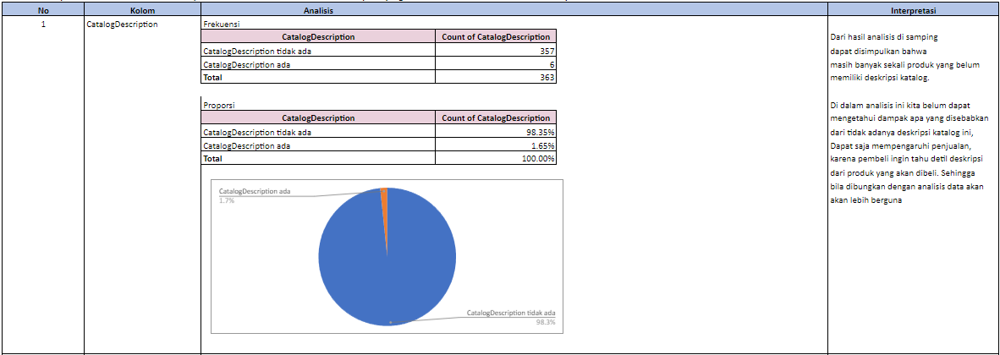 No Kolom Analisis Interpretasi
1 CatalogDescription Frekuensi
CatalogDescription Count of CatalogDescription
CatalogDescription tidak ada 357
CatalogDescription ada 6
Total 363
Proporsi
CatalogDescription Count of CatalogDescription
CatalogDescription tidak ada 98.35%
CatalogDescription ada 1.65%
Total 100.00%
CatalogDescription ada
1.7%
CatalogDescription tidak ada
98.3%
Dari hasil analisis di samping
dapat disimpulkan bahwa
masih banyak sekali produk yang belum
memiliki deskripsi katalog.
Di dalam analisis ini kita belum dapat
mengetahui dampak apa yang disebabkan
dari tidak adanya deskripsi katalog ini,
Dapat saja mempengaruhi penjualan,
karena pembeli ingin tahu detil deskripsi
dari produk yang akan dibeli. Sehingga
bila dibungkan dengan analisis data akan
akan lebih berguna